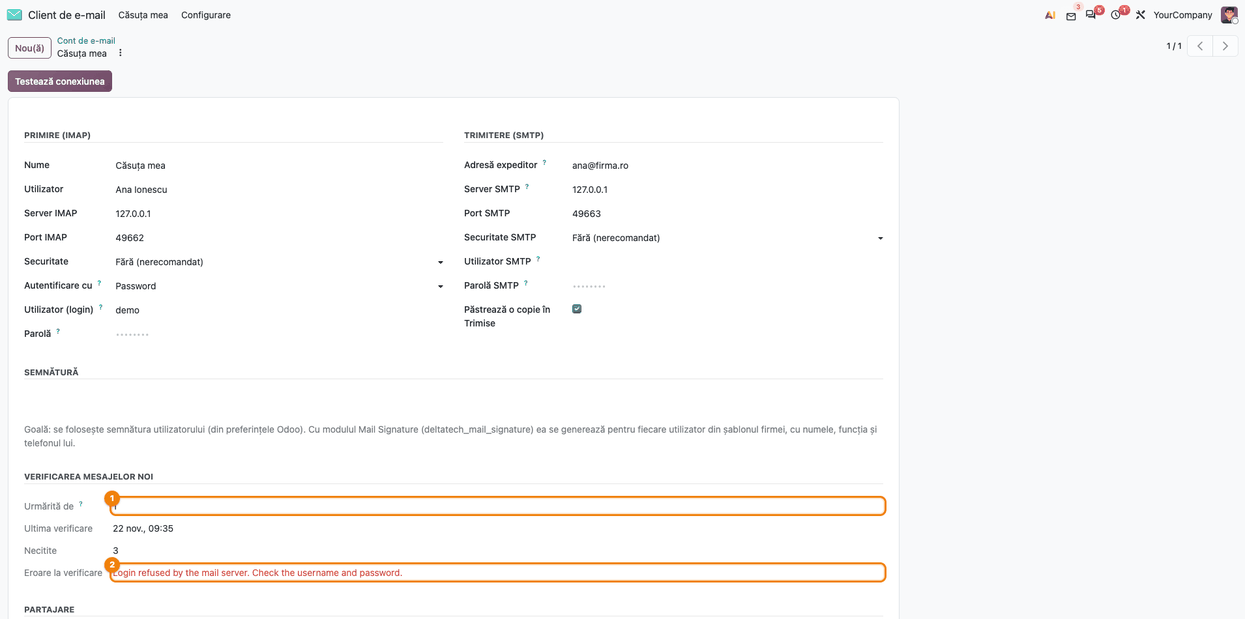 Client de e-mail Căsuța mea Configurare
AI 3 5 1 YourCompany
Nou(ă) Cont de e-mail
Căsuța mea
1 / 1
Testează conexiunea
PRIMIRE (IMAP)
Nume Căsuța mea
Utilizator Ana Ionescu
Server IMAP 127.0.0.1
Port IMAP 49662
Securitate Fără (nerecomandat)
Autentificare cu ? Password
Utilizator (login) ? demo
Parolă ? ••••••••
TRIMITERE (SMTP)
Adresă expeditor ? ana@firma.ro
Server SMTP ? 127.0.0.1
Port SMTP 49663
Securitate SMTP Fără (nerecomandat)
Utilizator SMTP ?
Parolă SMTP ? ••••••••
Păstrează o copie în
Trimise
SEMNĂTURĂ
Goală: se folosește semnătura utilizatorului (din preferințele Odoo). Cu modulul Mail Signature (deltatech_mail_signature) ea se generează pentru fiecare utilizator din șablonul firmei, cu numele, funcția și
telefonul lui.
VERIFICAREA MESAJELOR NOI
1
Urmărită de ? 1
Ultima verificare 22 nov., 09:35
Necitite 3
2
Eroare la verificare Login refused by the mail server. Check the username and password.
PARTAJARE